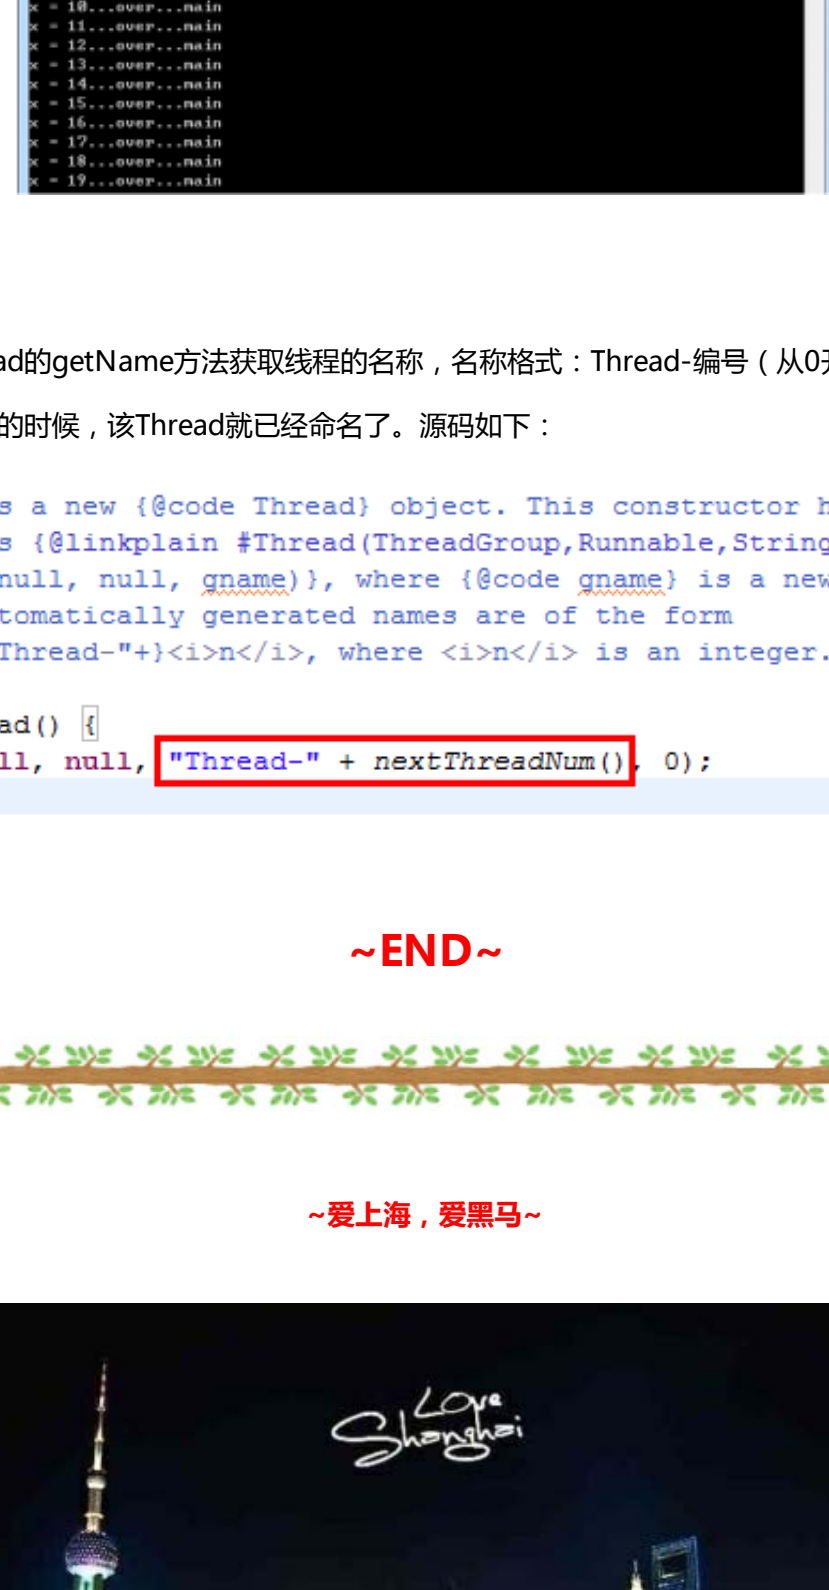 x = 10...over...main
x = 11...over...main
x = 12...over...main
x = 13...over...main
x = 14...over...main
x = 15...over...main
x = 16...over...main
x = 17...over...main
x = 18...over...main
x = 19...over...main
ad的getName方法获取线程的名称，名称格式：Thread-编号（从0开
的时候，该Thread就已经命名了。源码如下：
s a new {@code Thread} object. This constructor h
s {@linkplain #Thread(ThreadGroup,Runnable,String
null, null, gname)}, where {@code gname} is a new
tomatically generated names are of the form
Thread-"+}<i>n</i>, where <i>n</i> is an integer.
ad() {
ll, null, "Thread-" + nextThreadNum(), 0);
~END~
~爱上海，爱黑马~
Love
Shanghai